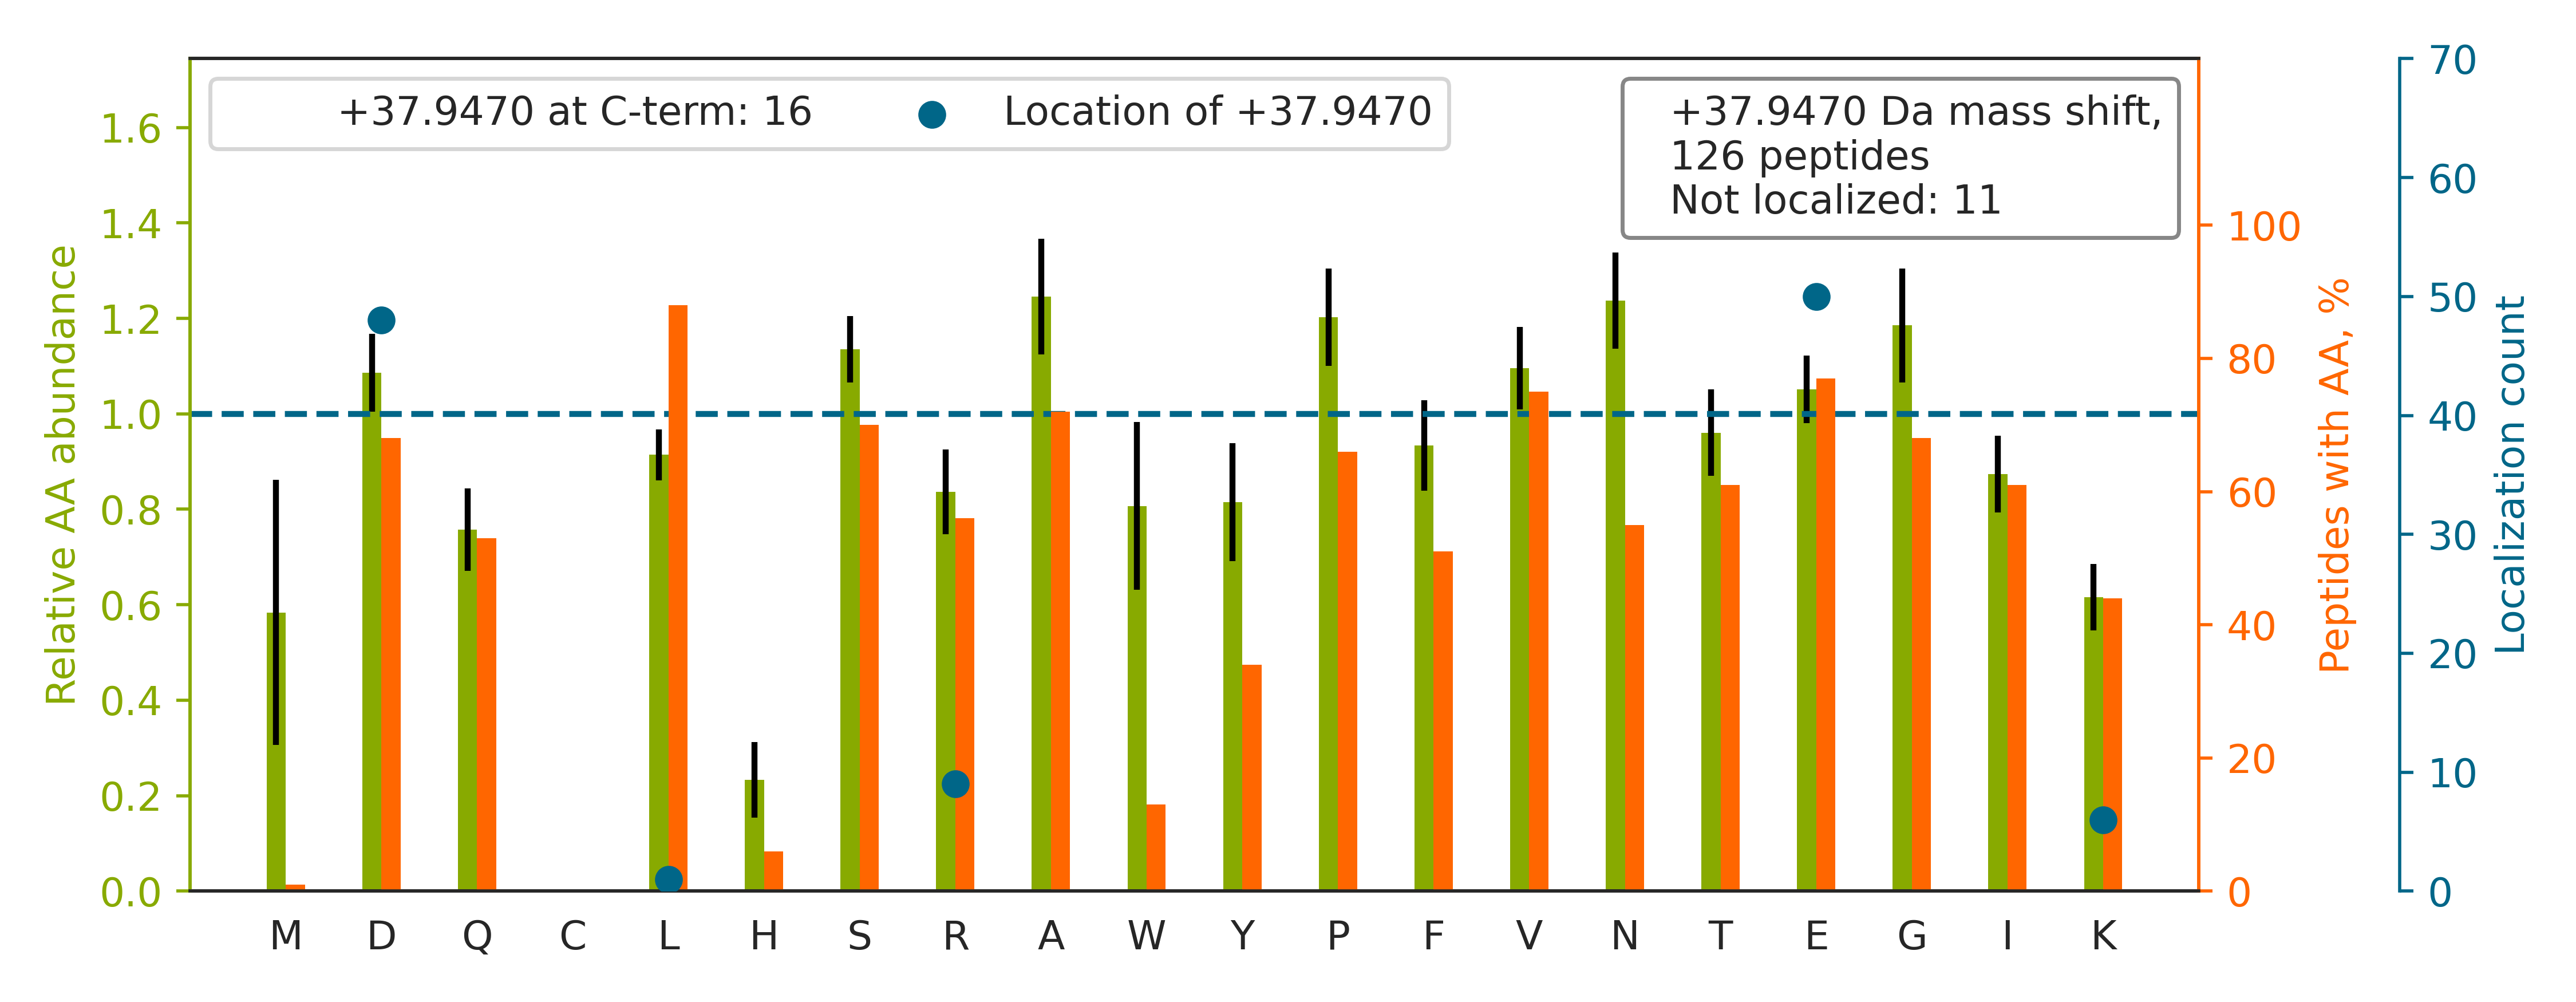 +37.9470 at C-term: 16
Location of +37.9470
+37.9470 Da mass shift,
126 peptides
Not localized: 11
Relative AA abundance
1.6
1.4
1.2
1.0
0.8
0.6
0.4
0.2
0.0
M D Q C L H S R A W Y P F V N T E G I K
100
80
60
40
20
0
Peptides with AA, %
70
60
50
40
30
20
10
0
Localization count